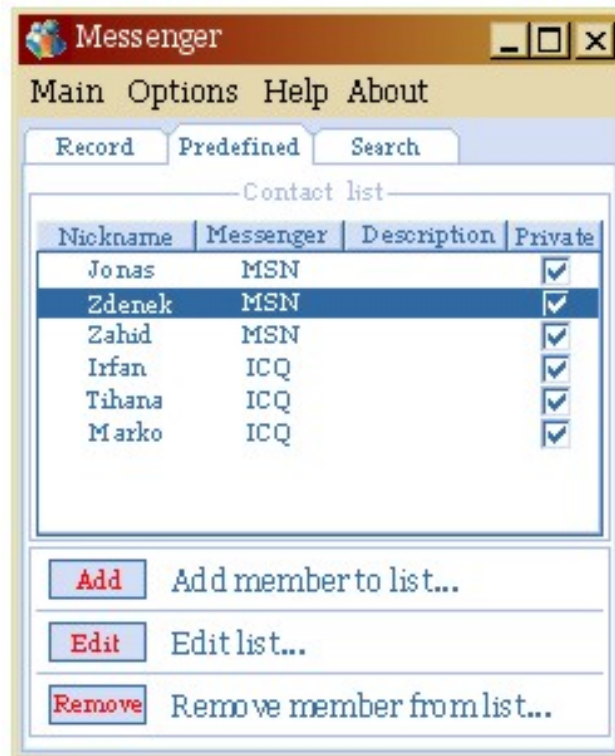 Messenger
Main Options Help About
Record Predefined Search
Contact list
Nickname Messenger Description Private
Jonas MSN
Zdenek MSN
Zahid MSN
Irfan ICQ
Tihana ICQ
Marko ICQ
Add Add member to list...
Edit Edit list...
Remove Remove member from list...